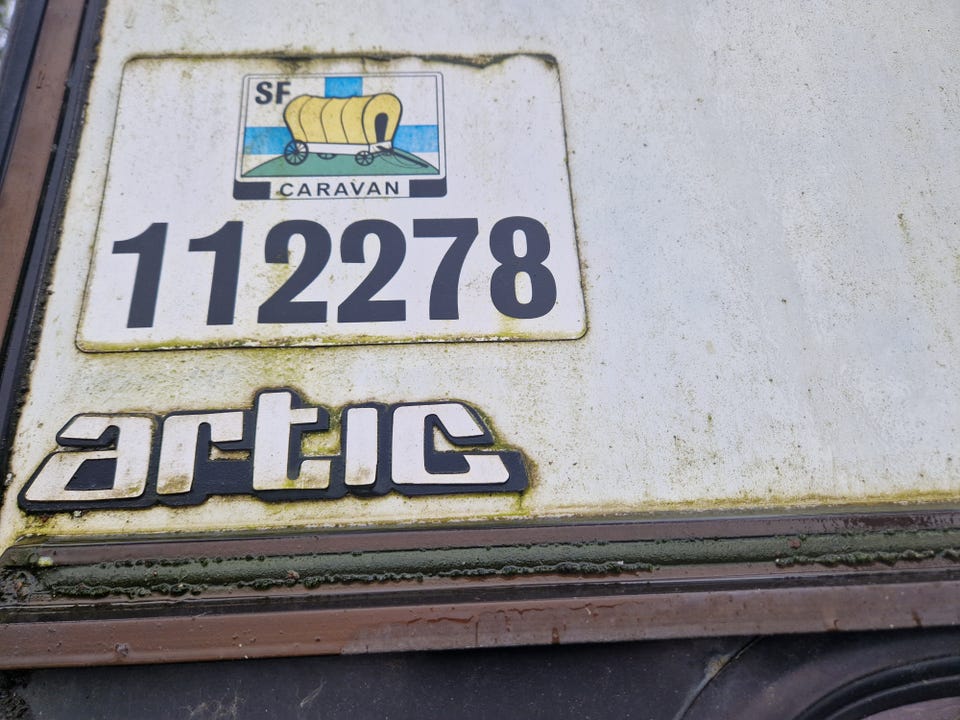 SF
CARAVAN
112278
artic